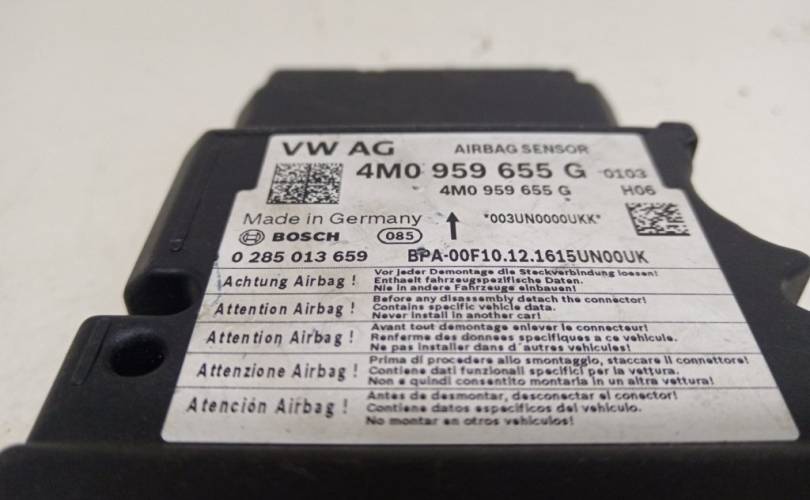 VW AG AIRBAG SENSOR
4M0 959 655 G 0103
4M0 959 655 G H06
Made in Germany *003UN0000UKK*
BOSCH 085
0 285 013 659 BPA-00F10.12.1615UN00UK
Achtung Airbag ! Vor jeder Demontage die Steckverbindung loesen!
Enthaelt fahrzeugspezifische Daten.
Nie in andere Fahrzeuge einbauen!
Attention Airbag ! Before any disassembly detach the connector!
Contains specific vehicle data.
Never install in another car!
Attention Airbag ! Avant tout demontage enlever le connecteur!
Renferme des donnees specifiques a ce vehicule.
Ne pas installer dans d'autres vehicules!
Attenzione Airbag ! Prima di procedere allo smontaggio, staccare il connettore!
Contiene dati funzionali specifici per la vettura.
Non e quindi consentito montarla in un altra vettura!
Atención Airbag ! Antes de desmontar, desconectar el conector!
Contiene datos especificos del vehiculo.
No montar en otros vehiculos!